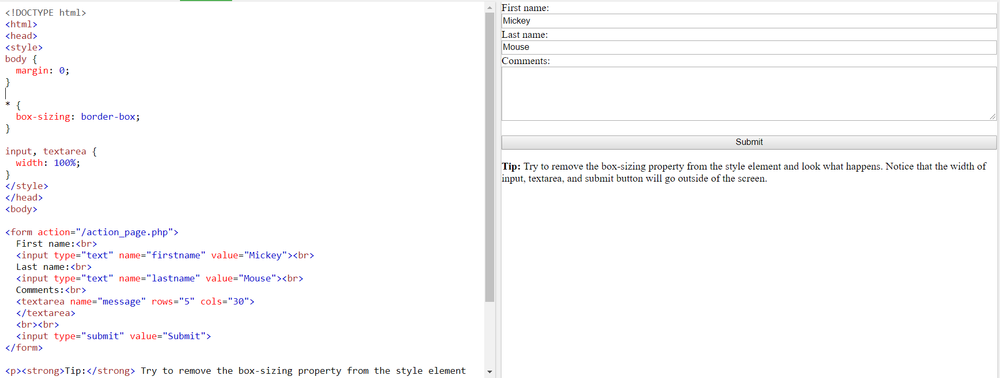 <!DOCTYPE html>
<html>
<head>
<style>
body {
  margin: 0;
}
* {
  box-sizing: border-box;
}
input, textarea {
  width: 100%;
}
</style>
</head>
<body>
<form action="/action_page.php">
  First name:<br>
  <input type="text" name="firstname" value="Mickey"><br>
  Last name:<br>
  <input type="text" name="lastname" value="Mouse"><br>
  Comments:<br>
  <textarea name="message" rows="5" cols="30">
  </textarea>
  <br><br>
  <input type="submit" value="Submit">
</form>
<p><strong>Tip:</strong> Try to remove the box-sizing property from the style element
First name:
Mickey
Last name:
Mouse
Comments:
Submit
Tip: Try to remove the box-sizing property from the style element and look what happens. Notice that the width of
input, textarea, and submit button will go outside of the screen.